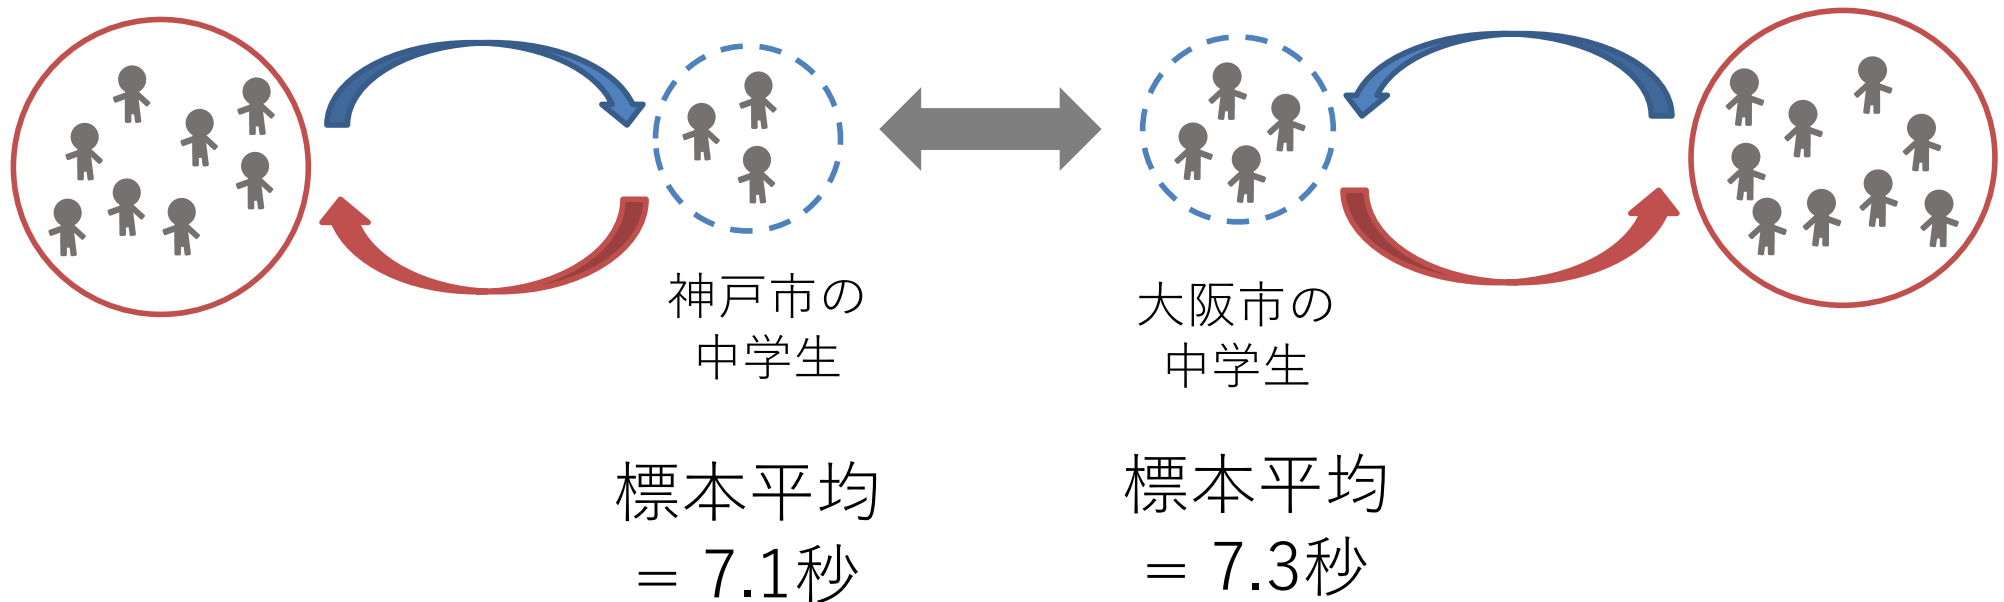 神戸市の
中学生
大阪市の
中学生
標本平均
= 7.1秒
標本平均
= 7.3秒